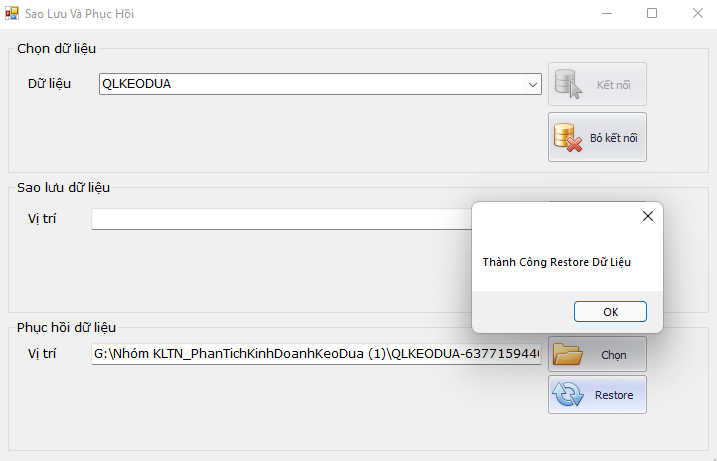 Sao Lưu Và Phục Hồi
Chọn dữ liệu
Dữ liệu
QLKEODUA
Kết nối
Bỏ kết nối
Sao lưu dữ liệu
Vị trí
Thành Công Restore Dữ Liệu
OK
Phục hồi dữ liệu
Vị trí
G:\Nhóm KLTN_PhanTichKinhDoanhKeoDua (1)\QLKEODUA-637715944
Chọn
Restore